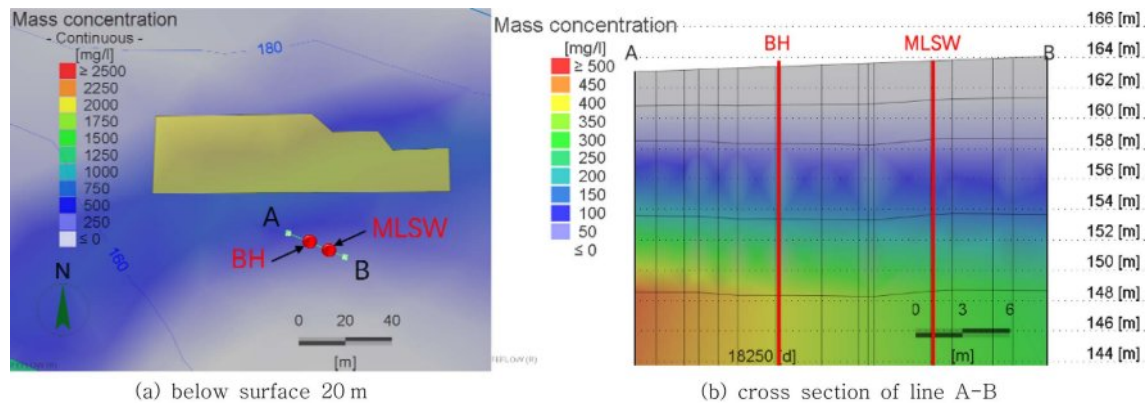 Mass concentration
- Continuous -
[mg/l]
≥ 2500
2250
2000
1750
1500
1250
1000
750
500
250
≤ 0
180
160
A
BH
MLSW
B
N
0 20 40
[m]
FEFLOW (R)
(a) below surface 20 m
Mass concentration
[mg/l]
≥ 500
450
400
350
300
250
200
150
100
50
≤ 0
A
BH
MLSW
B
166 [m]
164 [m]
162 [m]
160 [m]
158 [m]
156 [m]
154 [m]
152 [m]
150 [m]
148 [m]
146 [m]
144 [m]
0 3 6
[m]
18250 [d]
FEFLOW (R)
(b) cross section of line A-B